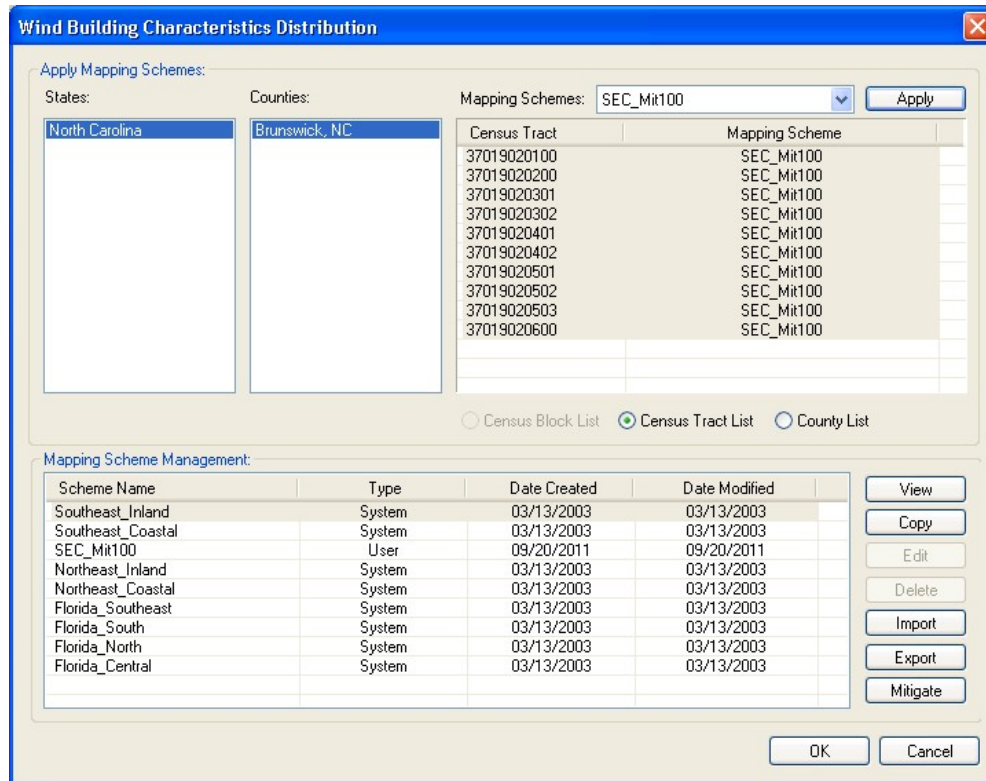 Wind Building Characteristics Distribution
Apply Mapping Schemes:
States:
Counties:
Mapping Schemes: SEC_Mit100 Apply
North Carolina
Brunswick, NC
Census Tract Mapping Scheme
37019020100 SEC_Mit100
37019020200 SEC_Mit100
37019020301 SEC_Mit100
37019020302 SEC_Mit100
37019020401 SEC_Mit100
37019020402 SEC_Mit100
37019020501 SEC_Mit100
37019020502 SEC_Mit100
37019020503 SEC_Mit100
37019020600 SEC_Mit100
Census Block List Census Tract List County List
Mapping Scheme Management:
Scheme Name Type Date Created Date Modified
Southeast_Inland System 03/13/2003 03/13/2003
Southeast_Coastal System 03/13/2003 03/13/2003
SEC_Mit100 User 09/20/2011 09/20/2011
Northeast_Inland System 03/13/2003 03/13/2003
Northeast_Coastal System 03/13/2003 03/13/2003
Florida_Southeast System 03/13/2003 03/13/2003
Florida_South System 03/13/2003 03/13/2003
Florida_North System 03/13/2003 03/13/2003
Florida_Central System 03/13/2003 03/13/2003
View
Copy
Edit
Delete
Import
Export
Mitigate
OK Cancel